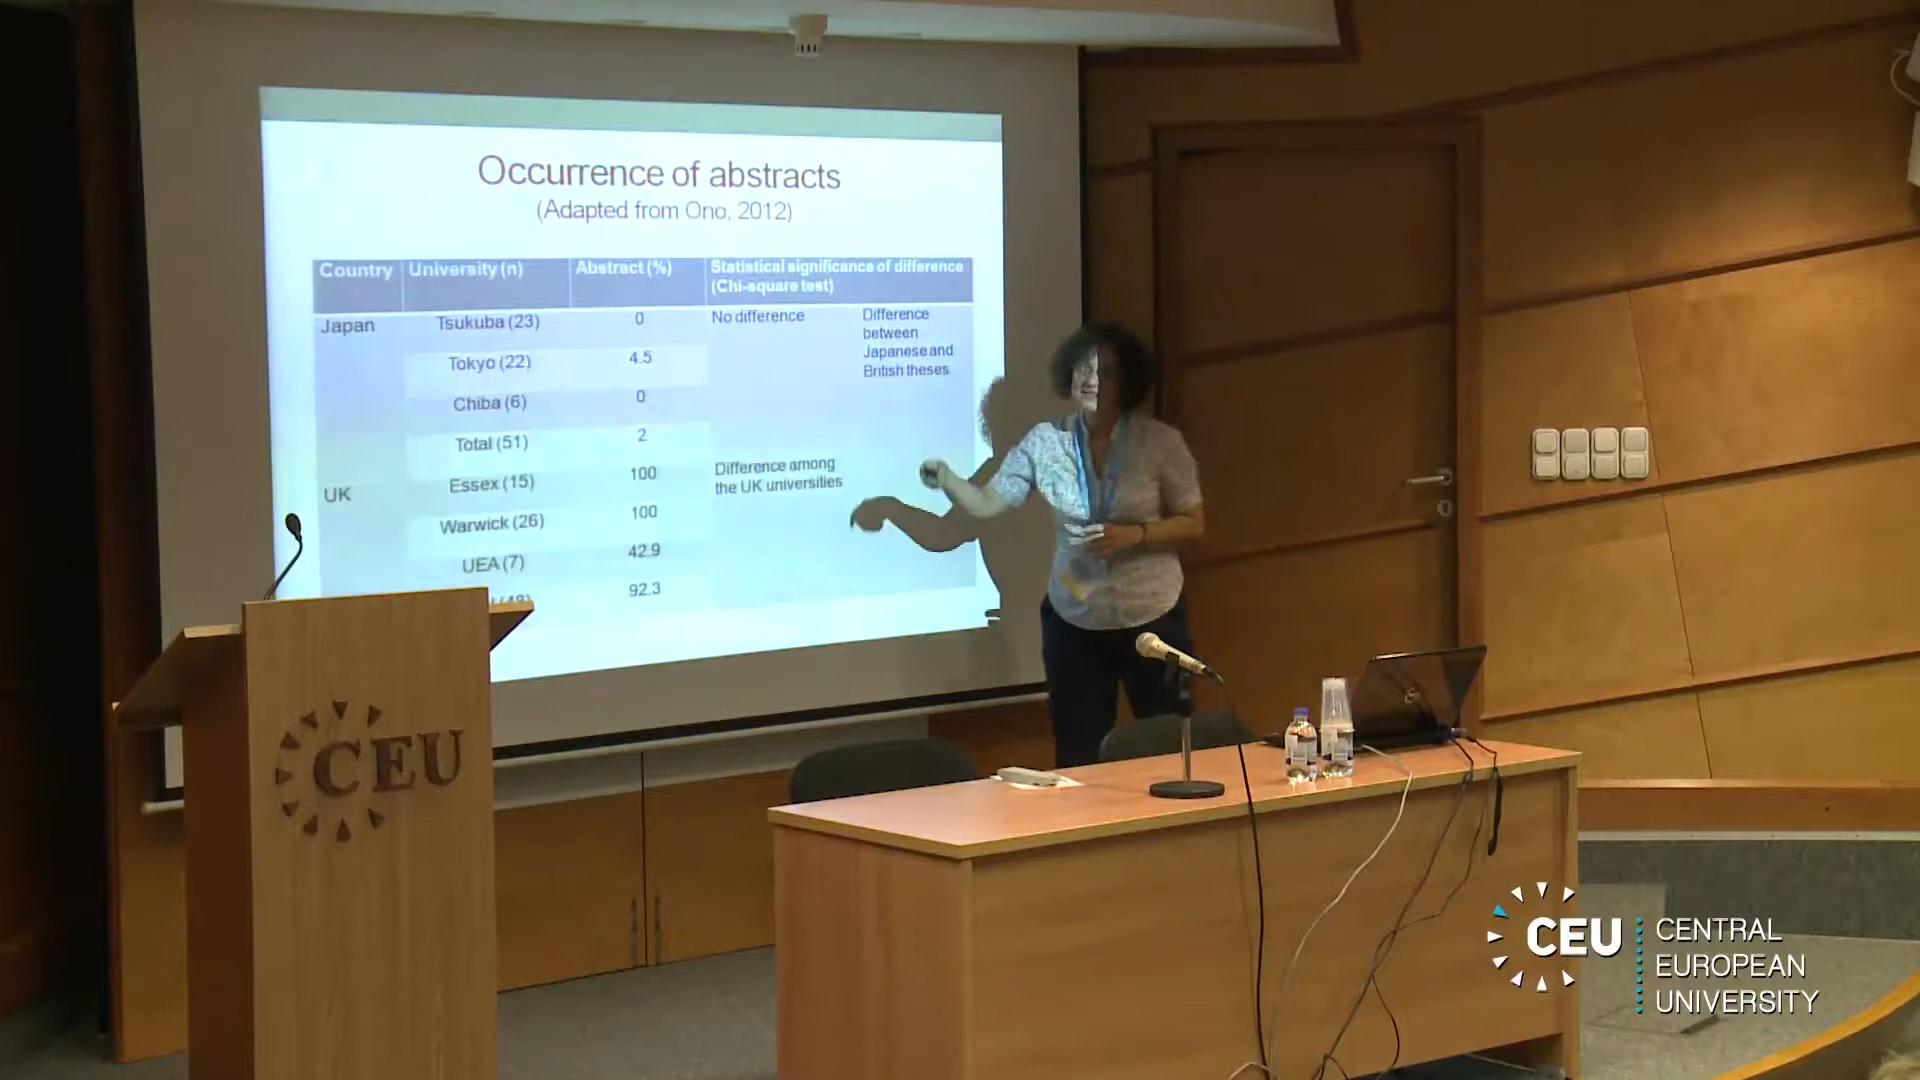 Occurrence of abstracts
(Adapted from Ono, 2012)
Country University (n) Abstract (%) Statistical significance of difference
(Chi-square test)
Japan Tsukuba (23) 0 No difference Difference
between
Japanese and
British theses
Tokyo (22) 4.5
Chiba (6) 0
Total (51) 2
UK Essex (15) 100 Difference among
the UK universities
Warwick (26) 100
UEA (7) 42.9
(48) 92.3
CEU
CEU
CENTRAL
EUROPEAN
UNIVERSITY